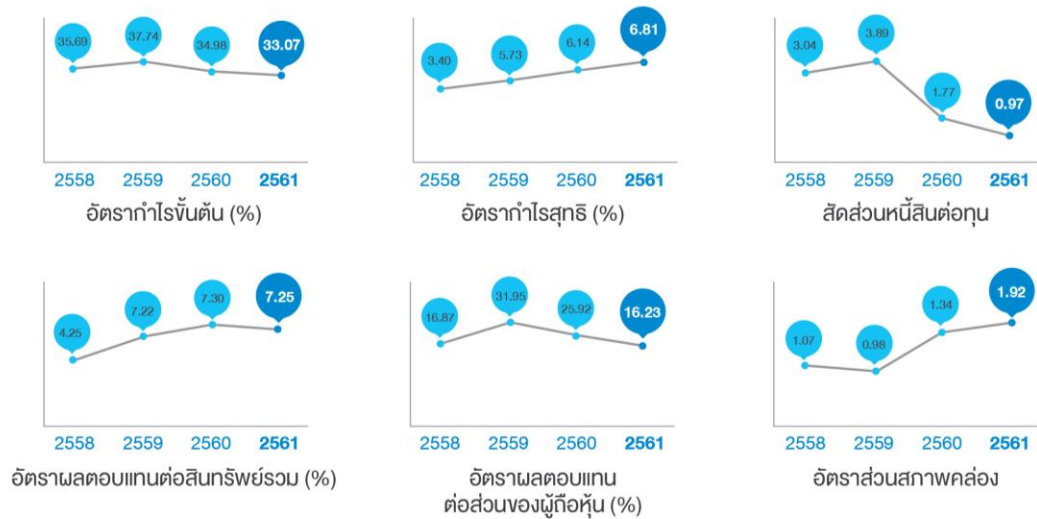 35.69 37.74 34.98 33.07
2558 2559 2560 2561
อัตรากำไรขั้นต้น (%)
3.40 5.73 6.14 6.81
2558 2559 2560 2561
อัตรากำไรสุทธิ (%)
3.04 3.89 1.77 0.97
2558 2559 2560 2561
สัดส่วนหนี้สินต่อทุน
4.25 7.22 7.30 7.25
2558 2559 2560 2561
อัตราผลตอบแทนต่อสินทรัพย์รวม (%)
16.87 31.95 25.92 16.23
2558 2559 2560 2561
อัตราผลตอบแทน
ต่อส่วนของผู้ถือหุ้น (%)
1.07 0.98 1.34 1.92
2558 2559 2560 2561
อัตราส่วนสภาพคล่อง